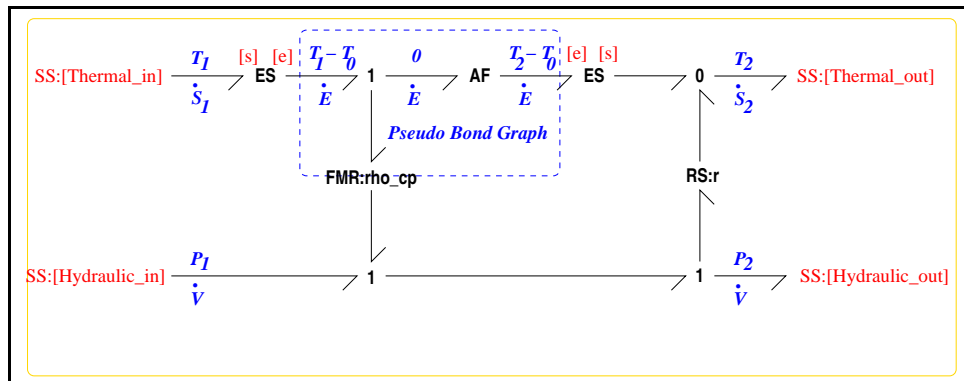 T1 [s] [e] T1 – T0 0 T2 – T0 [e] [s] T2
SS:[Thermal_in] ES 1 AF ES 0 SS:[Thermal_out]
Ṡ1 Ė Ė Ė Ṡ2
Pseudo Bond Graph
FMR:rho_cp RS:r
P1 P2
SS:[Hydraulic_in] 1 1 SS:[Hydraulic_out]
V̇ V̇